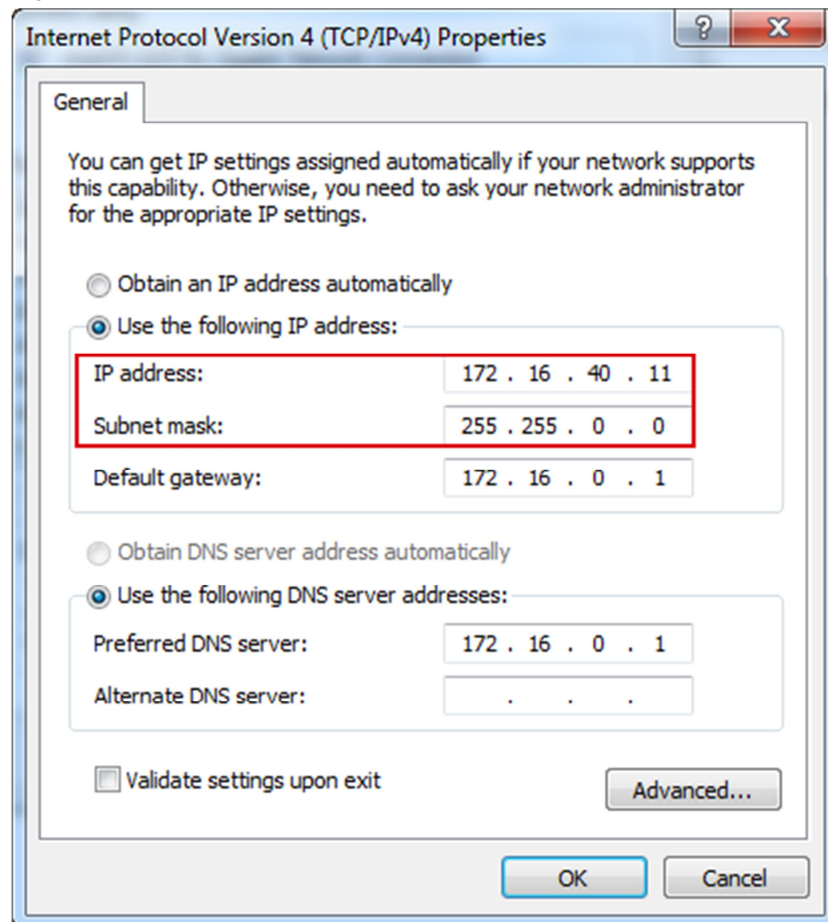 Internet Protocol Version 4 (TCP/IPv4) Properties
General
You can get IP settings assigned automatically if your network supports
this capability. Otherwise, you need to ask your network administrator
for the appropriate IP settings.
Obtain an IP address automatically
Use the following IP address:
IP address: 172 . 16 . 40 . 11
Subnet mask: 255 . 255 . 0 . 0
Default gateway: 172 . 16 . 0 . 1
Obtain DNS server address automatically
Use the following DNS server addresses:
Preferred DNS server: 172 . 16 . 0 . 1
Alternate DNS server: . . .
Validate settings upon exit
Advanced...
OK Cancel